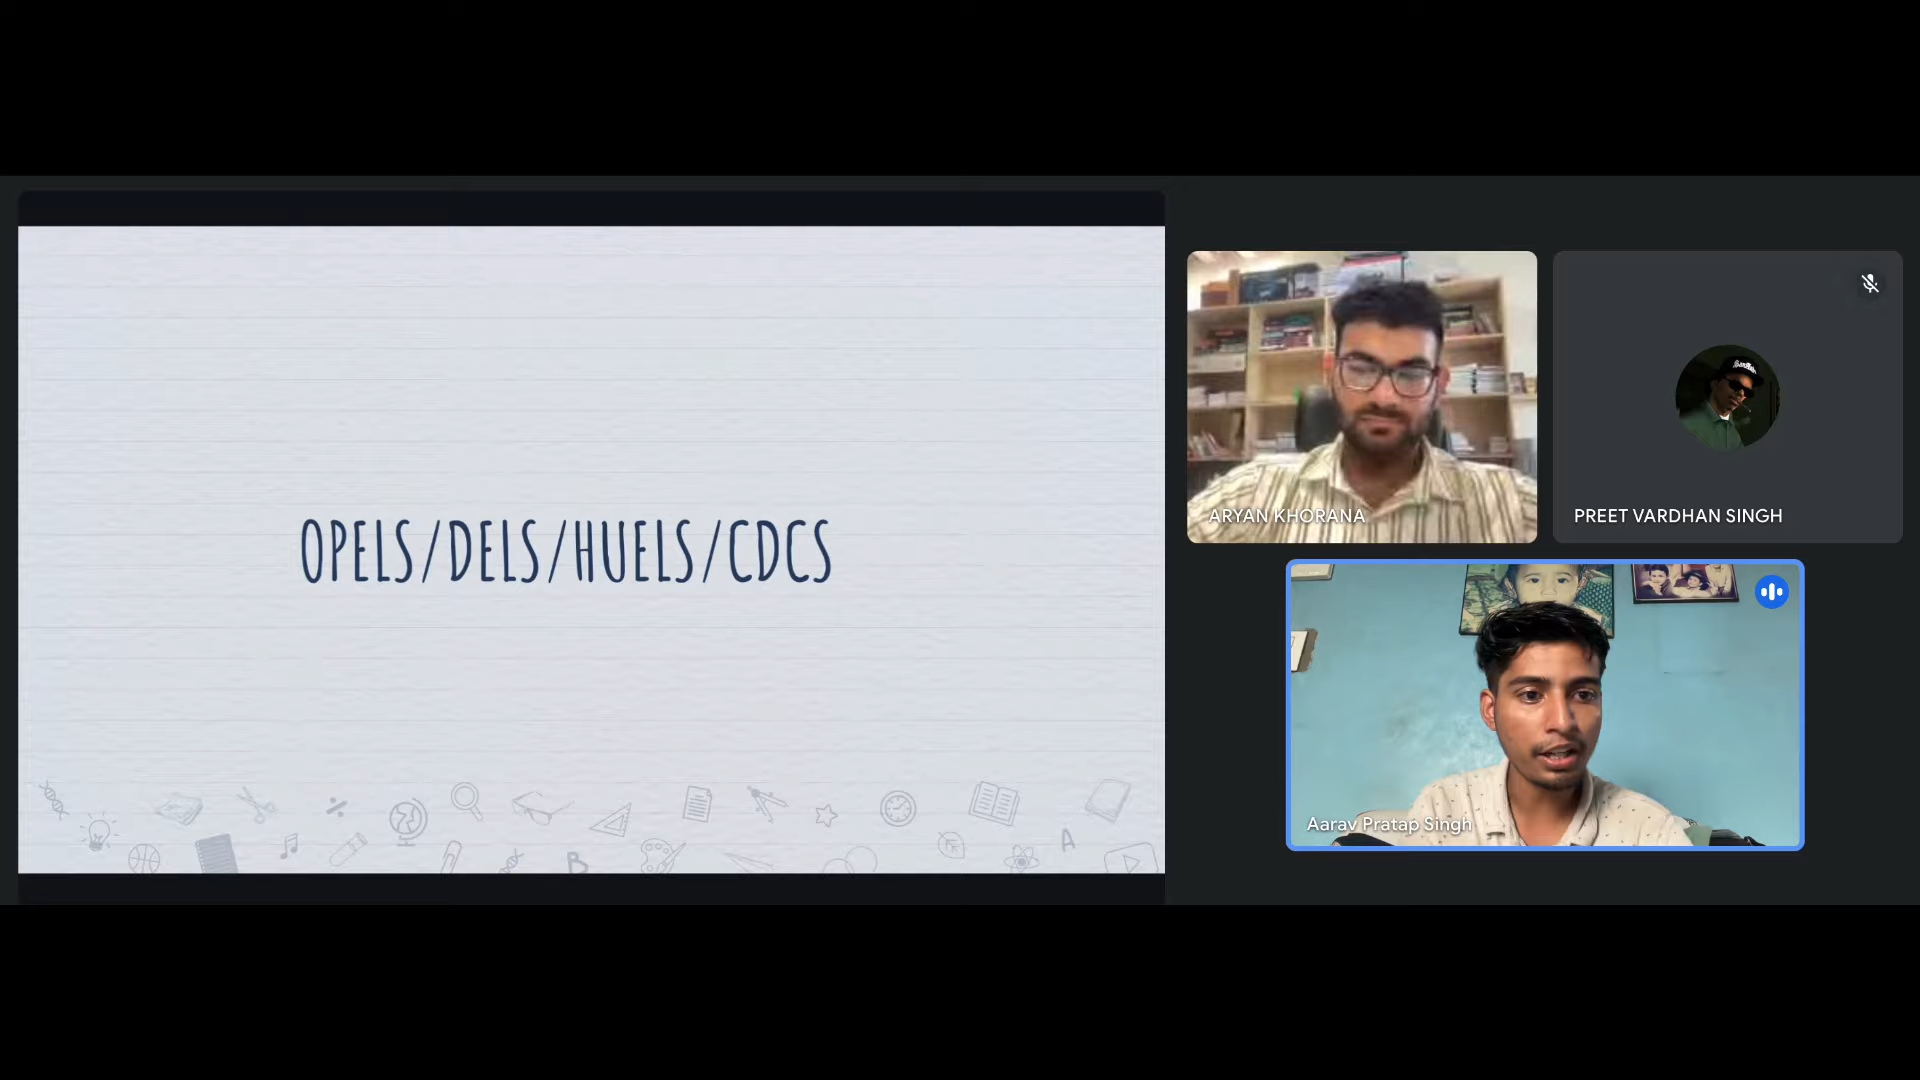 OPELS/DELS/HUELS/CDCS
ARYAN KHORANA
PREET VARDHAN SINGH
Aarav Pratap Singh